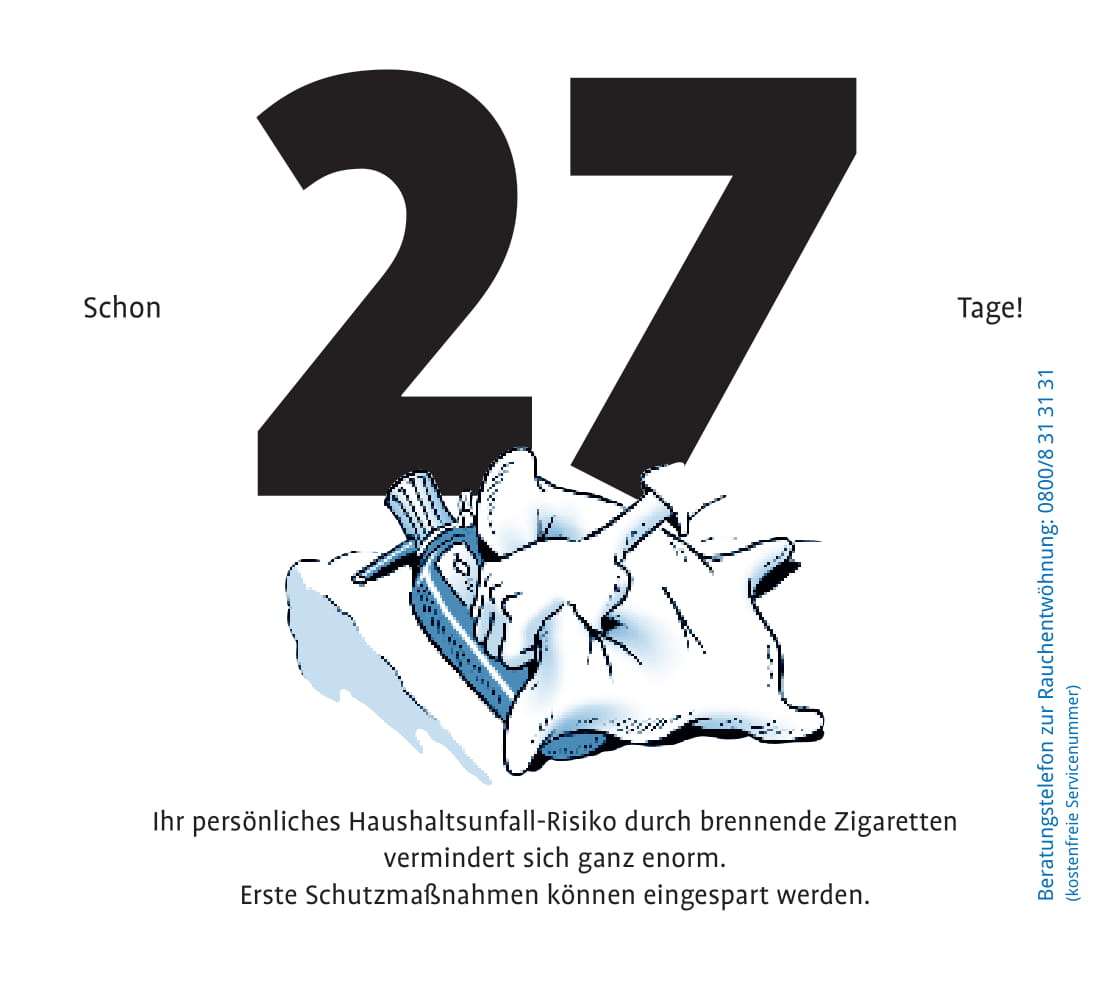 27
Schon
Tage!
Ihr persönliches Haushaltsunfall-Risiko durch brennende Zigaretten
vermindert sich ganz enorm.
Erste Schutzmaßnahmen können eingespart werden.
Beratungstelefon zur Rauchentwöhnung: 0800/8 31 31 31
(kostenfreie Servicenummer)